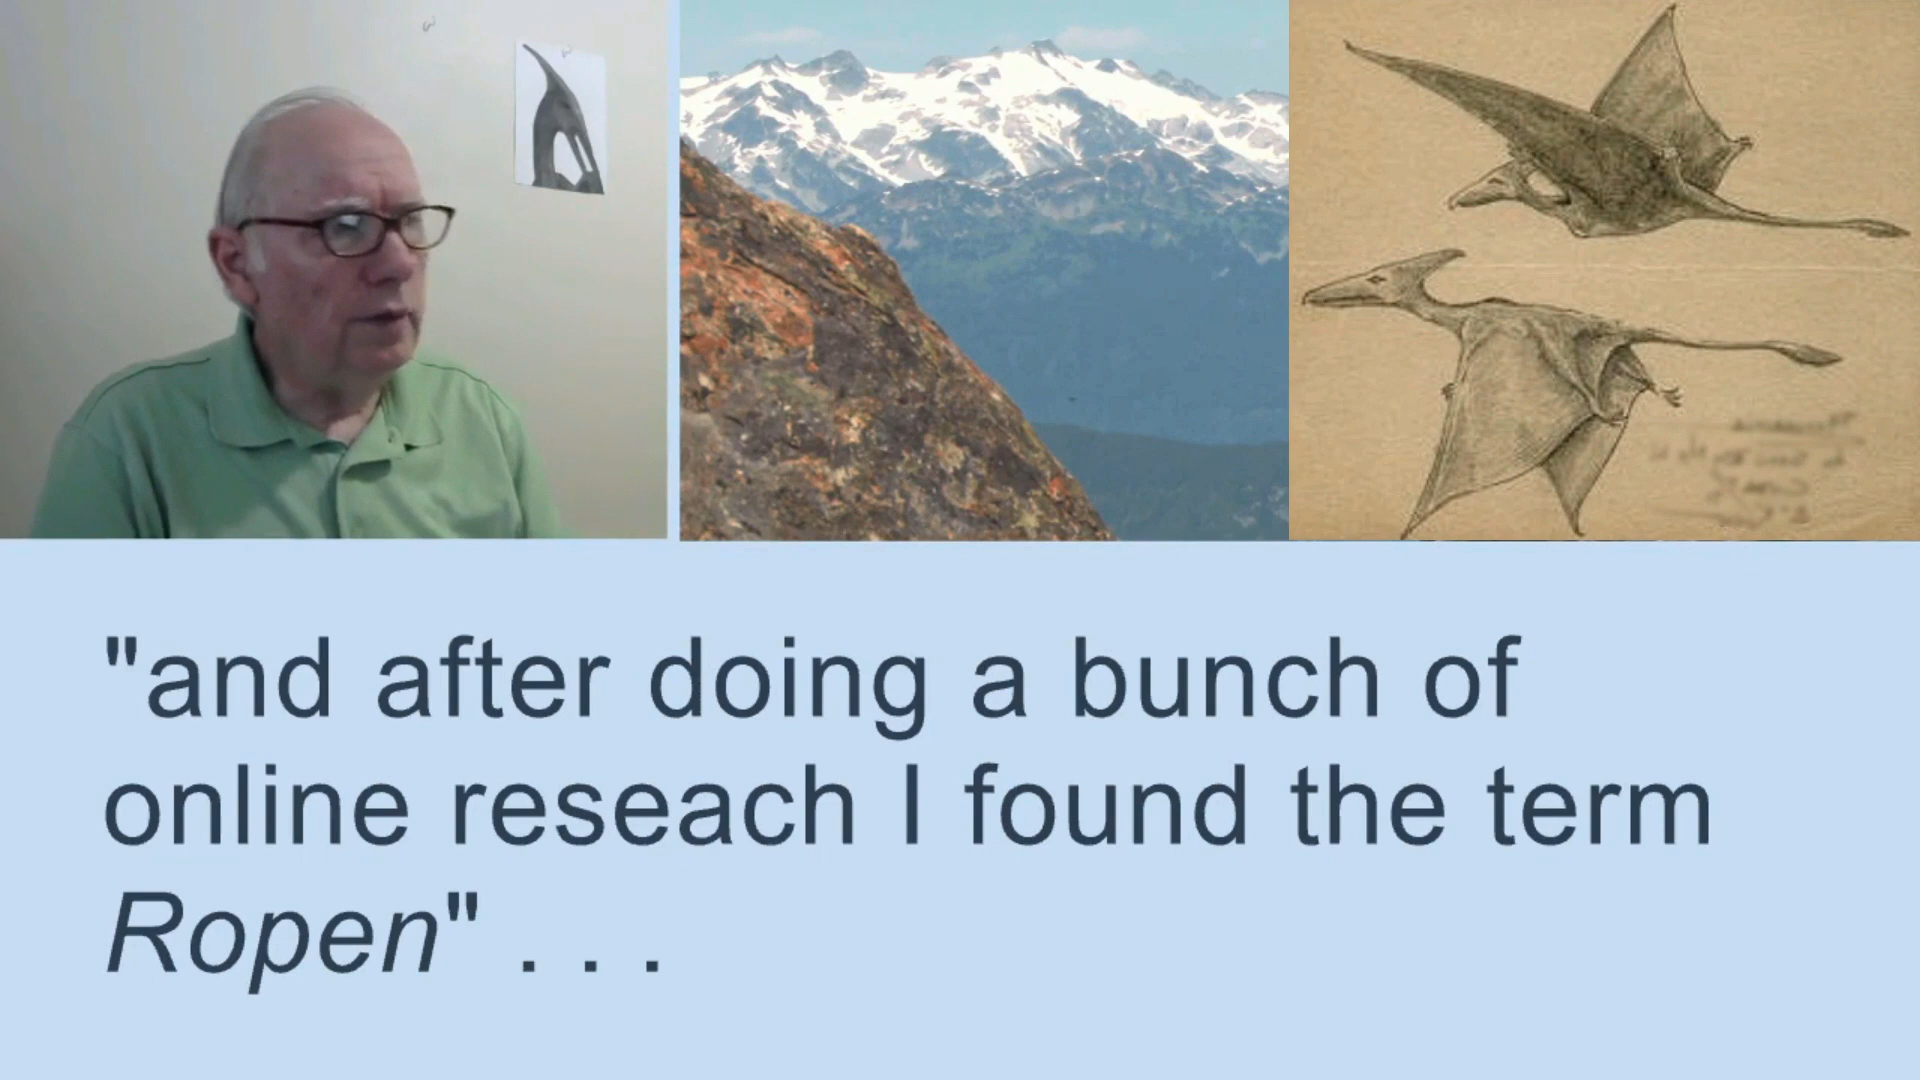 "and after doing a bunch of
online reseach I found the term
Ropen" . . .